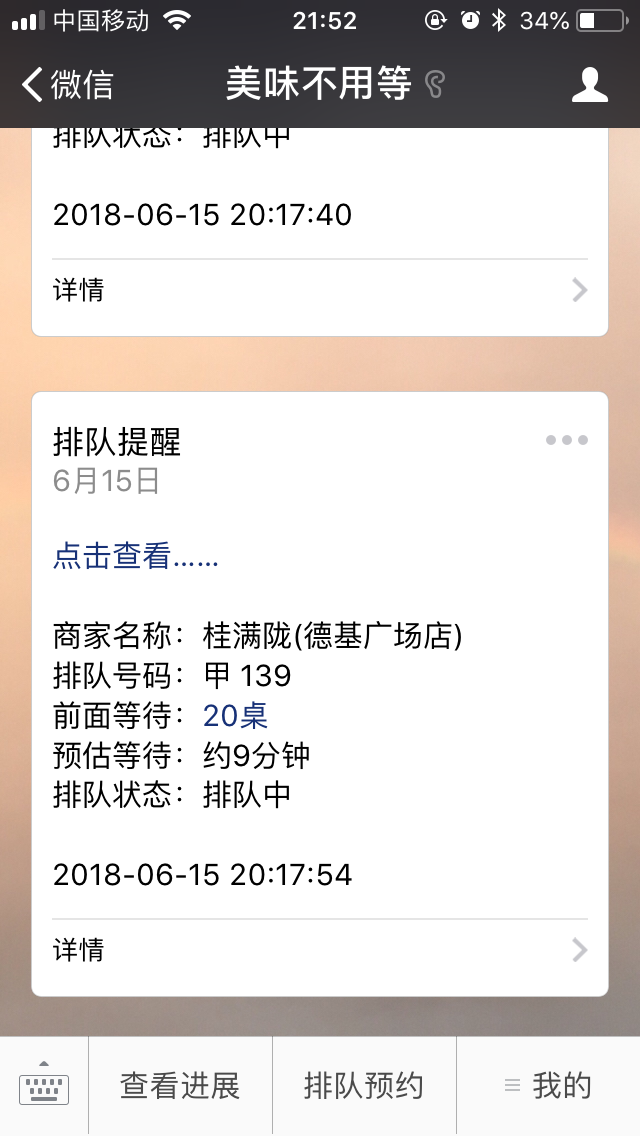 中国移动 21:52 34%
微信 美味不用等
排队状态：排队中
2018-06-15 20:17:40
详情
排队提醒
6月15日
点击查看……
商家名称：桂满陇(德基广场店)
排队号码：甲 139
前面等待：20桌
预估等待：约9分钟
排队状态：排队中
2018-06-15 20:17:54
详情
查看进展 排队预约 我的